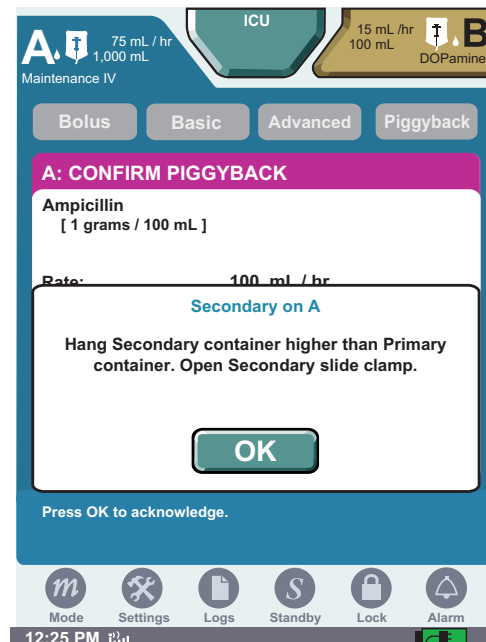 ICU
A
75 mL / hr
1,000 mL
Maintenance IV
15 mL /hr
100 mL
B
DOPamine
Bolus
Basic
Advanced
Piggyback
A: CONFIRM PIGGYBACK
Ampicillin
[ 1 grams / 100 mL ]
Rate: 100 mL / hr
Secondary on A
Hang Secondary container higher than Primary
container. Open Secondary slide clamp.
OK
Press OK to acknowledge.
m
S
Mode
Settings
Logs
Standby
Lock
Alarm
12:25 PM